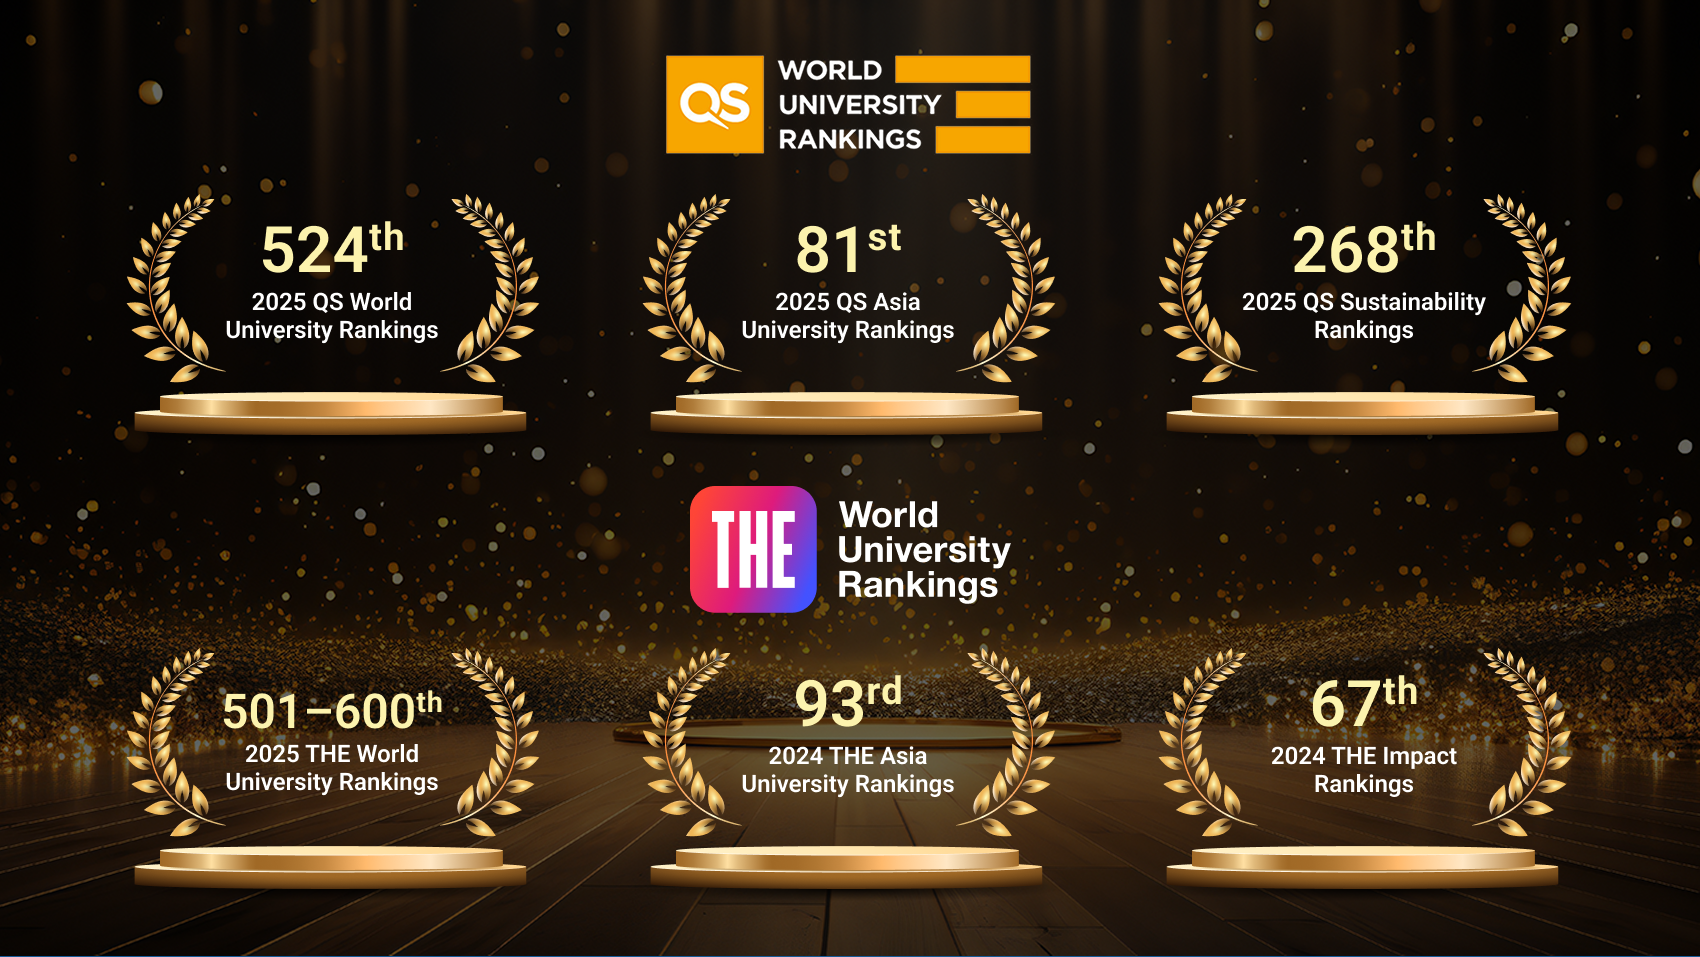 QS
WORLD
UNIVERSITY
RANKINGS
524th
2025 QS World
University Rankings
81st
2025 QS Asia
University Rankings
268th
2025 QS Sustainability
Rankings
THE
World
University
Rankings
501–600th
2025 THE World
University Rankings
93rd
2024 THE Asia
University Rankings
67th
2024 THE Impact
Rankings